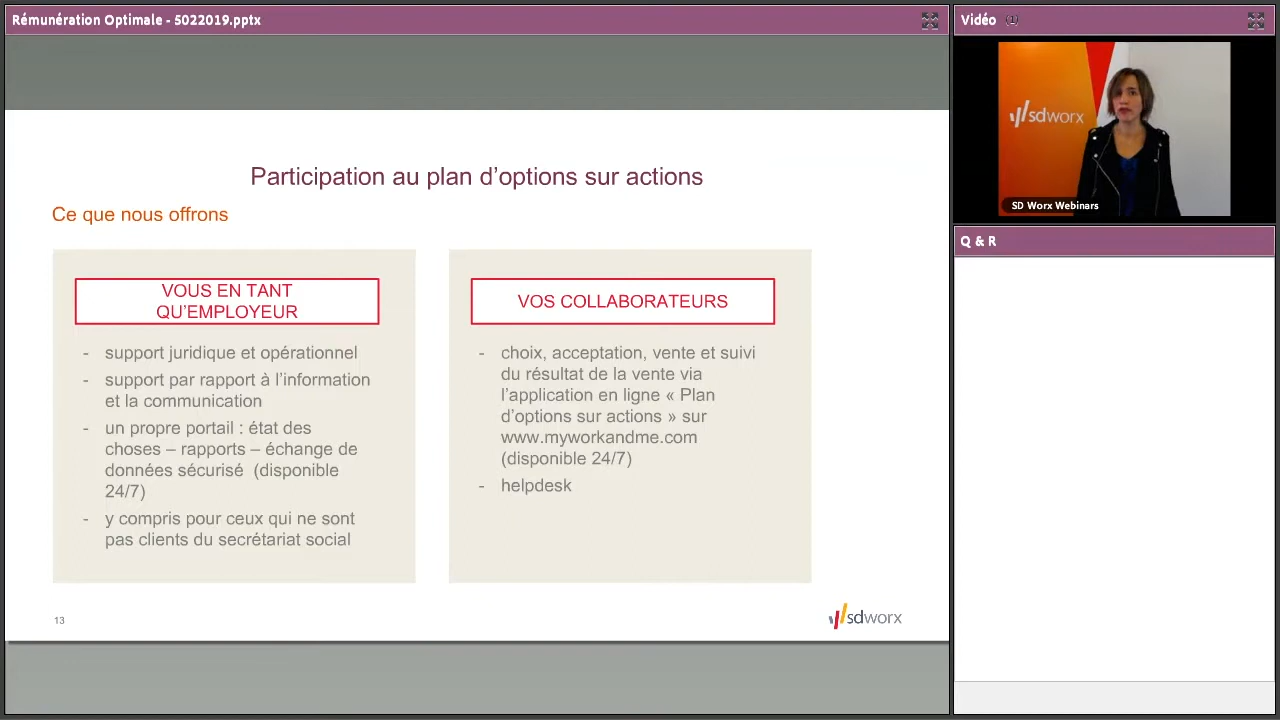 Rémunération Optimale - 5022019.pptx
Participation au plan d’options sur actions
Ce que nous offrons
VOUS EN TANT
QU’EMPLOYEUR
- support juridique et opérationnel
- support par rapport à l’information
et la communication
- un propre portail : état des
choses – rapports – échange de
données sécurisé (disponible
24/7)
- y compris pour ceux qui ne sont
pas clients du secrétariat social
VOS COLLABORATEURS
- choix, acceptation, vente et suivi
du résultat de la vente via
l’application en ligne « Plan
d’options sur actions » sur
www.myworkandme.com
(disponible 24/7)
- helpdesk
13
sdworx
Vidéo (1)
sdworx
SD Worx Webinars
Q & R